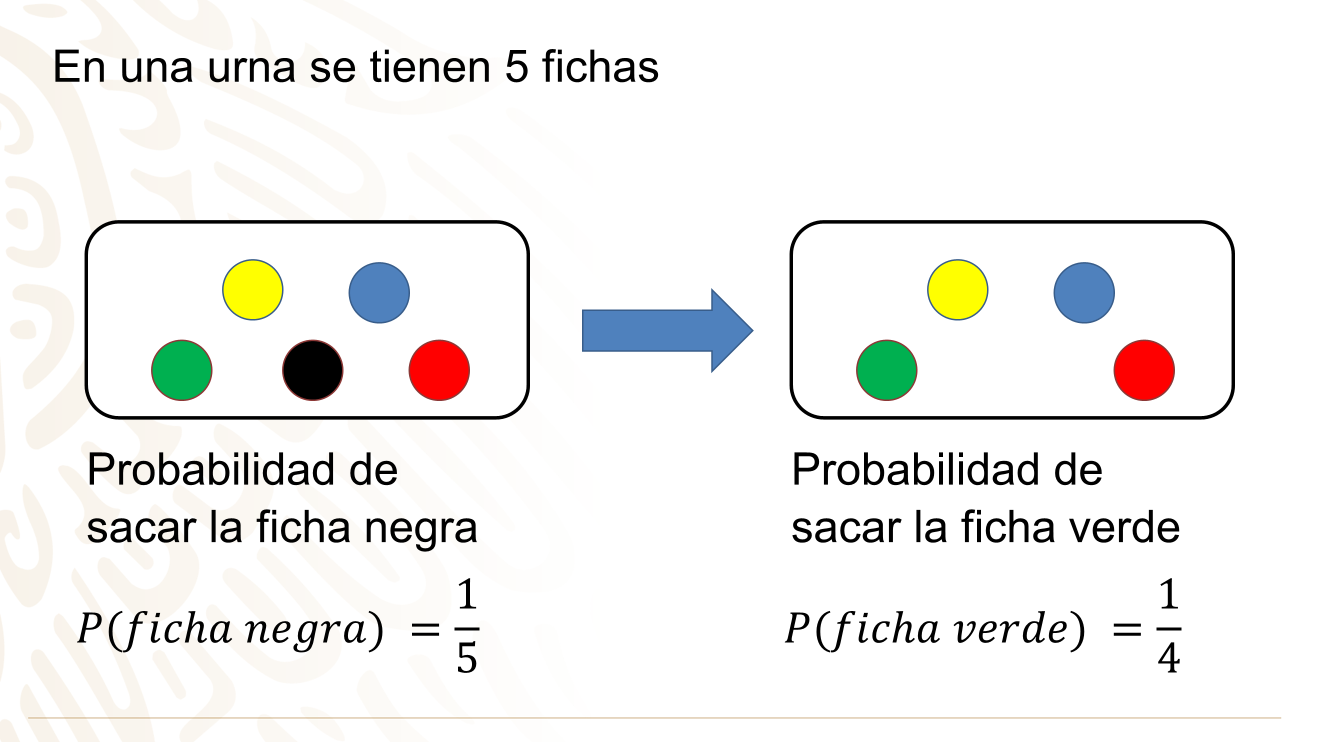 En una urna se tienen 5 fichas
Probabilidad de
sacar la ficha negra
P(ficha negra) = 1/5
Probabilidad de
sacar la ficha verde
P(ficha verde) = 1/4